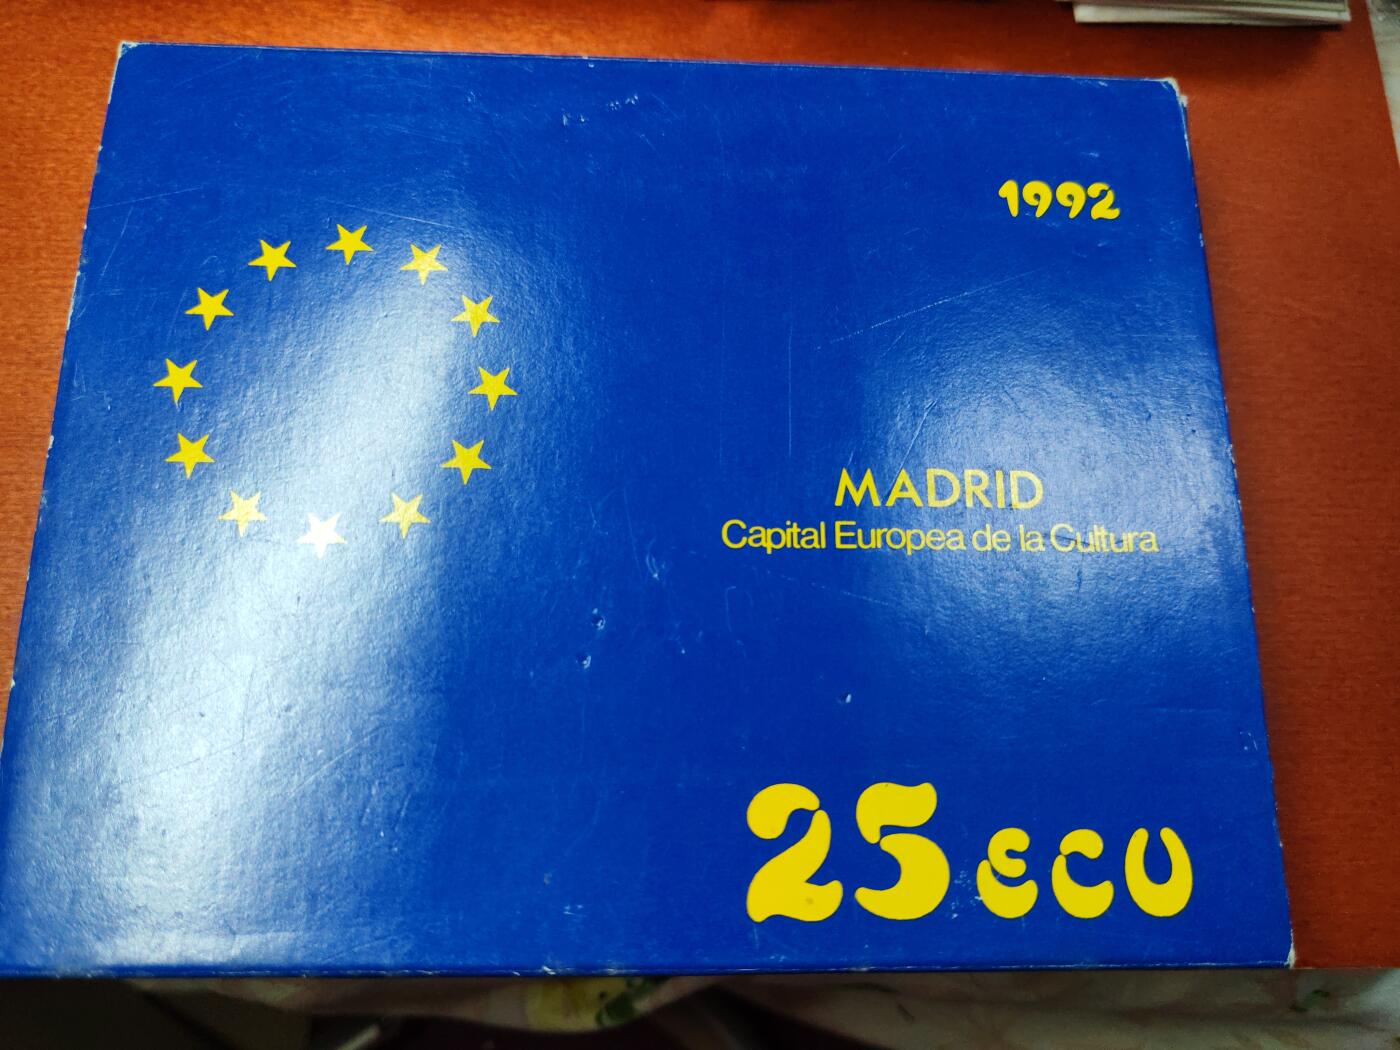 1992
MADRID
Capital Europea de la Cultura
25 ECU